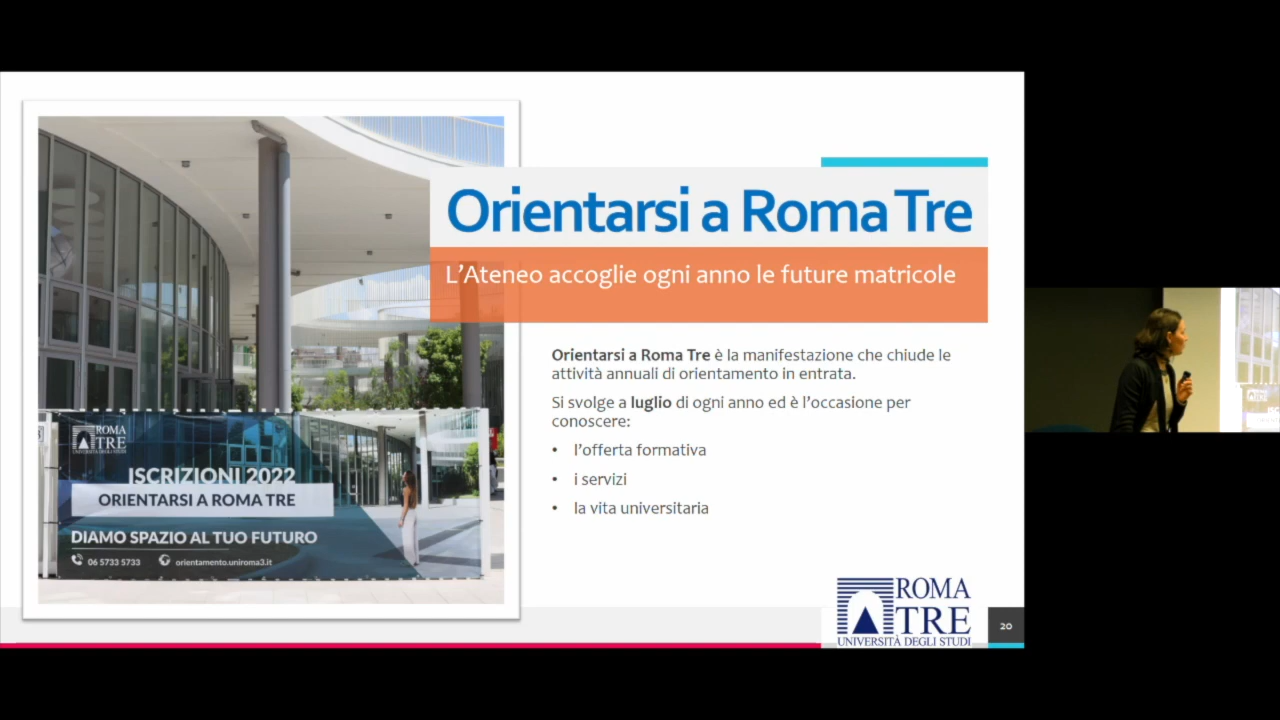 Orientarsi a Roma Tre
L'Ateneo accoglie ogni anno le future matricole
Orientarsi a Roma Tre è la manifestazione che chiude le
attività annuali di orientamento in entrata.
Si svolge a luglio di ogni anno ed è l'occasione per
conoscere:
• l'offerta formativa
• i servizi
• la vita universitaria
ROMA
TRE
UNIVERSITÀ DEGLI STUDI
ISCRIZIONI 2022
ORIENTARSI A ROMA TRE
DIAMO SPAZIO AL TUO FUTURO
06 5733 5733
orientamento.uniroma3.it
ROMA
TRE
UNIVERSITÀ DEGLI STUDI
20